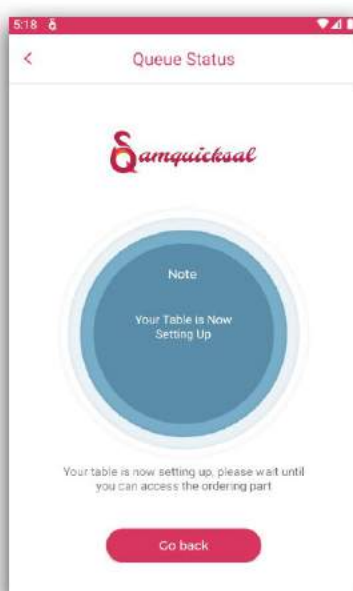 5:18
Queue Status
Samquicksal
Note
Your Table is Now
Setting Up
Your table is now setting up, please wait until
you can access the ordering part
Go back